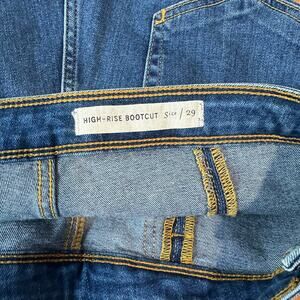 HIGH-RISE BOOTCUT Size / 29